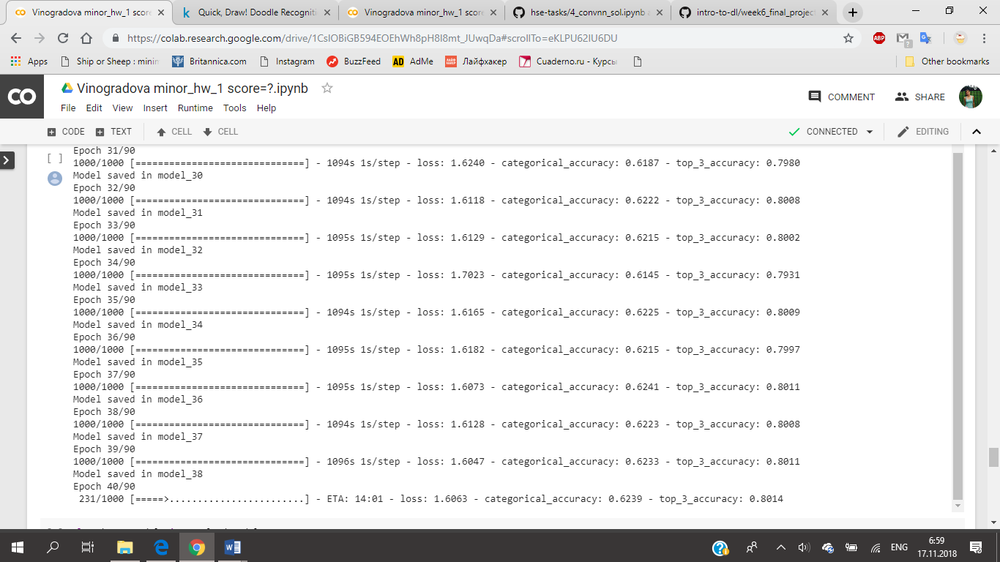 Vinogradova minor_hw_1 score
Quick, Draw! Doodle Recogniti
Vinogradova minor_hw_1 score
hse-tasks/4_convnn_sol.ipynb a
intro-to-dl/week6_final_project
https://colab.research.google.com/drive/1CsIOBiGB594EOEhWh8pH8I8mt_JUwqDa#scrollTo=eKLPU62IU6DU
ABP
Apps Ship or Sheep : minim Britannica.com Instagram BuzzFeed AD AdMe Лайфхакер Cuaderno.ru - Курсы Other bookmarks
CO Vinogradova minor_hw_1 score=?.ipynb
COMMENT SHARE
File Edit View Insert Runtime Tools Help
CODE TEXT CELL CELL CONNECTED EDITING
Epoch 31/90
[ ] 1000/1000 [==============================] - 1094s 1s/step - loss: 1.6240 - categorical_accuracy: 0.6187 - top_3_accuracy: 0.7980
Model saved in model_30
Epoch 32/90
1000/1000 [==============================] - 1094s 1s/step - loss: 1.6118 - categorical_accuracy: 0.6222 - top_3_accuracy: 0.8008
Model saved in model_31
Epoch 33/90
1000/1000 [==============================] - 1095s 1s/step - loss: 1.6129 - categorical_accuracy: 0.6215 - top_3_accuracy: 0.8002
Model saved in model_32
Epoch 34/90
1000/1000 [==============================] - 1095s 1s/step - loss: 1.7023 - categorical_accuracy: 0.6145 - top_3_accuracy: 0.7931
Model saved in model_33
Epoch 35/90
1000/1000 [==============================] - 1094s 1s/step - loss: 1.6165 - categorical_accuracy: 0.6225 - top_3_accuracy: 0.8009
Model saved in model_34
Epoch 36/90
1000/1000 [==============================] - 1095s 1s/step - loss: 1.6182 - categorical_accuracy: 0.6215 - top_3_accuracy: 0.7997
Model saved in model_35
Epoch 37/90
1000/1000 [==============================] - 1095s 1s/step - loss: 1.6073 - categorical_accuracy: 0.6241 - top_3_accuracy: 0.8011
Model saved in model_36
Epoch 38/90
1000/1000 [==============================] - 1094s 1s/step - loss: 1.6128 - categorical_accuracy: 0.6223 - top_3_accuracy: 0.8008
Model saved in model_37
Epoch 39/90
1000/1000 [==============================] - 1096s 1s/step - loss: 1.6047 - categorical_accuracy: 0.6233 - top_3_accuracy: 0.8011
Model saved in model_38
Epoch 40/90
231/1000 [=====>........................] - ETA: 14:01 - loss: 1.6063 - categorical_accuracy: 0.6239 - top_3_accuracy: 0.8014
ENG
6:59
17.11.2018